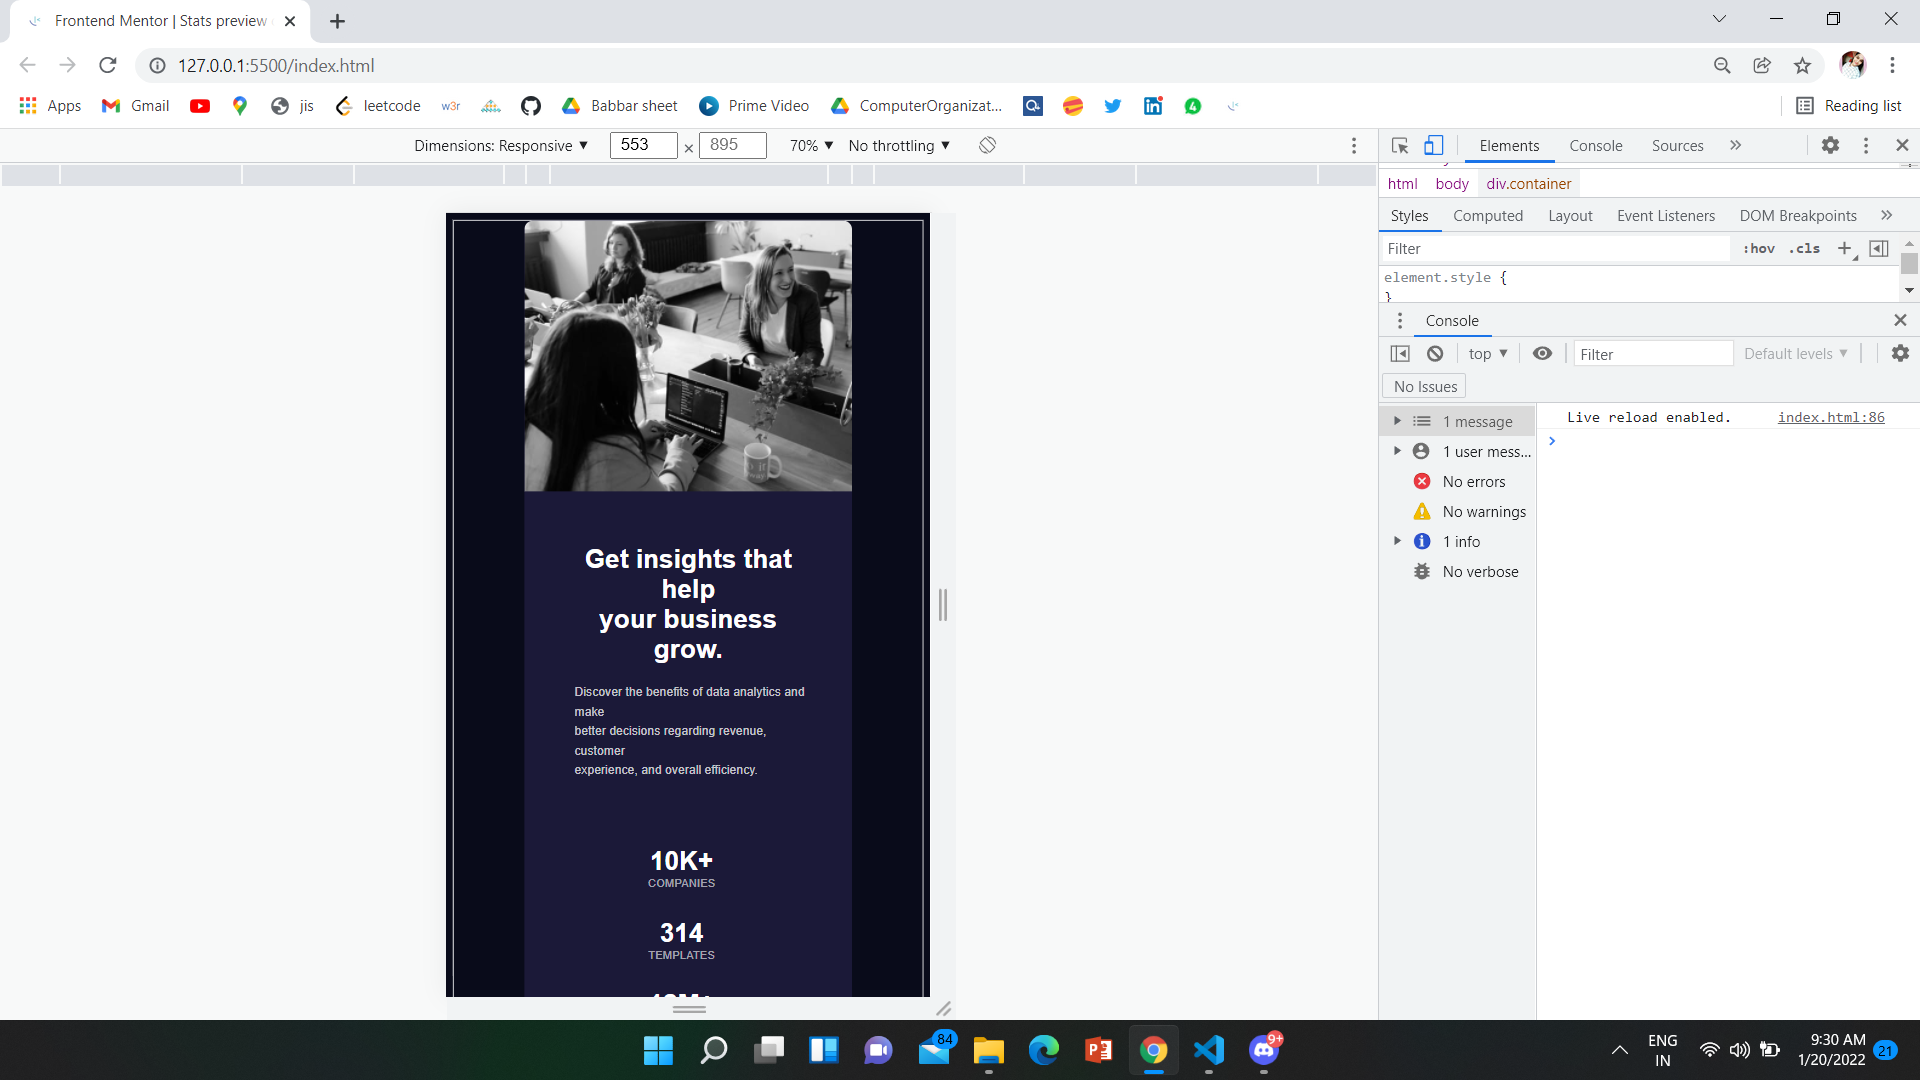 Frontend Mentor | Stats preview
127.0.0.1:5500/index.html
Apps Gmail jis leetcode w3r Babbar sheet Prime Video ComputerOrganizat... Reading list
Dimensions: Responsive ▼ 553 × 895 70% ▼ No throttling ▼
Elements Console Sources »
html body div.container
Styles Computed Layout Event Listeners DOM Breakpoints »
Filter :hov .cls +
element.style {
}
Console
top ▼ Filter Default levels ▼
No Issues
1 message
1 user mess...
No errors
No warnings
1 info
No verbose
Live reload enabled. index.html:86
Get insights that
help
your business
grow.
Discover the benefits of data analytics and
make
better decisions regarding revenue,
customer
experience, and overall efficiency.
10K+
COMPANIES
314
TEMPLATES
84
9+
ENG
IN
9:30 AM
1/20/2022
21